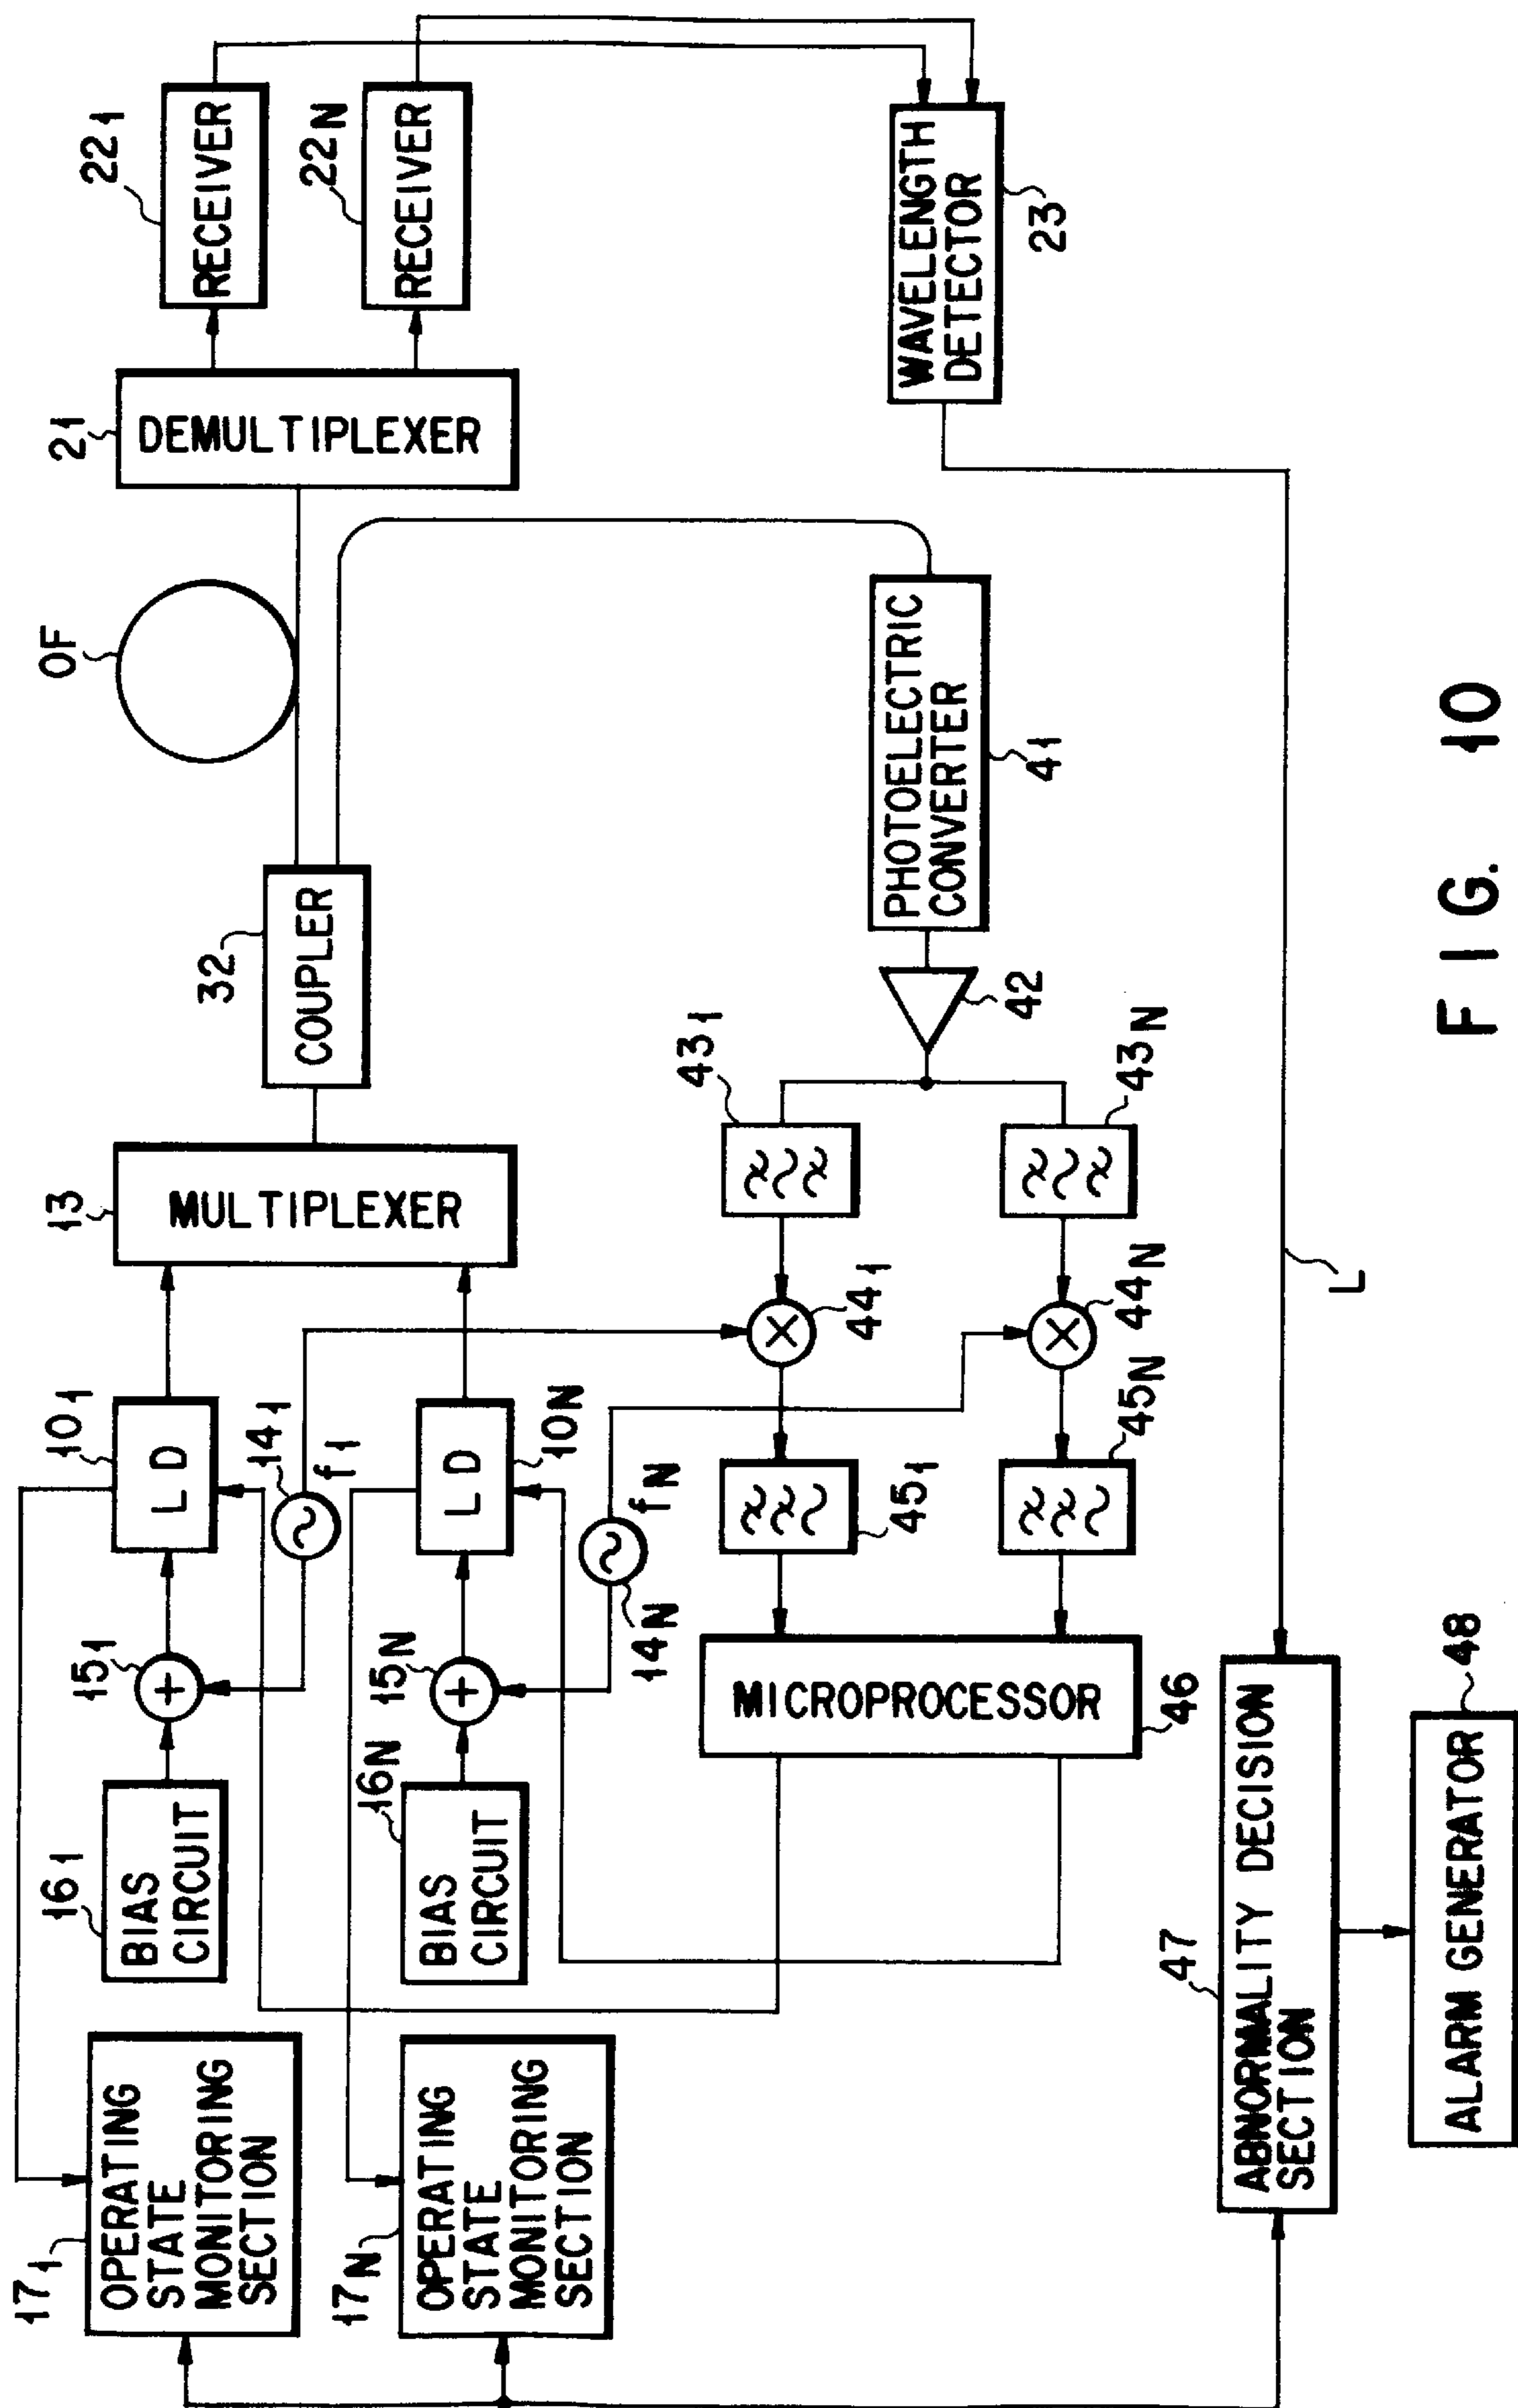 17₁
OPERATING
STATE
MONITORING
SECTION
16₁
BIAS
CIRCUIT
15₁
+
10₁
LD
14₁
f₁
13
MULTIPLEXER
32
COUPLER
OF
21
DEMULTIPLEXER
22₁
RECEIVER
22N
RECEIVER
17N
OPERATING
STATE
MONITORING
SECTION
16N
BIAS
CIRCUIT
15N
+
10N
LD
14N
fN
MICROPROCESSOR
46
45₁
45N
44₁
×
44N
×
43₁
43N
42
PHOTOELECTRIC
CONVERTER
41
WAVELENGTH
DETECTOR
23
L
47
ABNORMALITY DECISION
SECTION
ALARM GENERATOR
48
FIG. 10